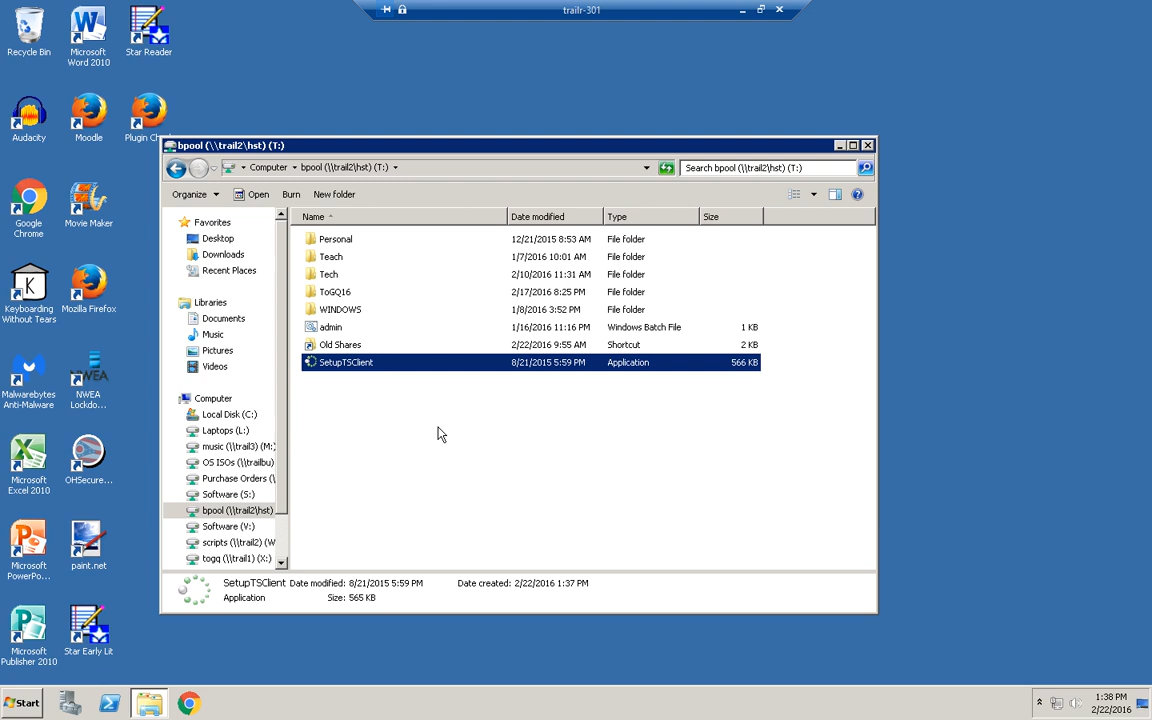 trailr-301
Recycle Bin
Microsoft
Word 2010
Star Reader
Audacity
Moodle
Plugin
Google
Chrome
Movie Maker
Keyboarding
Without Tears
Mozilla Firefox
Malwarebytes
Anti-Malware
NWEA
Lockdo...
Microsoft
Excel 2010
OHSecure...
Microsoft
PowerPo...
paint.net
Microsoft
Publisher 2010
Star Early Lit
bpool (\\trail2\hst) (T:)
Computer bpool (\\trail2\hst) (T:)
Search bpool (\\trail2\hst) (T:)
Organize Open Burn New folder
Favorites
Desktop
Downloads
Recent Places
Libraries
Documents
Music
Pictures
Videos
Computer
Local Disk (C:)
Laptops (L:)
music (\\trail3) (M:)
OS ISOs (\\trailbu)
Purchase Orders (\
Software (S:)
bpool (\\trail2\hst)
Software (V:)
scripts (\\trail2) (W
togq (\\trail1) (X:)
Name Date modified Type Size
Personal 12/21/2015 8:53 AM File folder
Teach 1/7/2016 10:01 AM File folder
Tech 2/10/2016 11:31 AM File folder
ToGQ16 2/17/2016 8:25 PM File folder
WINDOWS 1/8/2016 3:52 PM File folder
admin 1/16/2016 11:16 PM Windows Batch File 1 KB
Old Shares 2/22/2016 9:55 AM Shortcut 2 KB
SetupTSClient 8/21/2015 5:59 PM Application 566 KB
SetupTSClient Date modified: 8/21/2015 5:59 PM Date created: 2/22/2016 1:37 PM
Application Size: 565 KB
Start
1:38 PM
2/22/2016